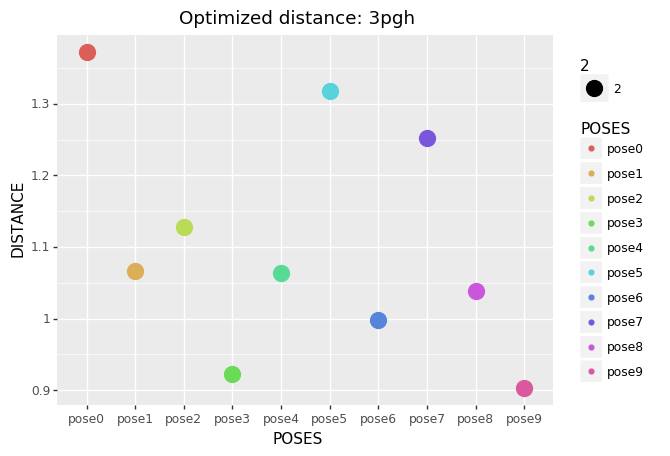 Optimized distance: 3pgh
DISTANCE
1.3
1.2
1.1
1
0.9
pose0 pose1 pose2 pose3 pose4 pose5 pose6 pose7 pose8 pose9
POSES
2
2
POSES
pose0
pose1
pose2
pose3
pose4
pose5
pose6
pose7
pose8
pose9